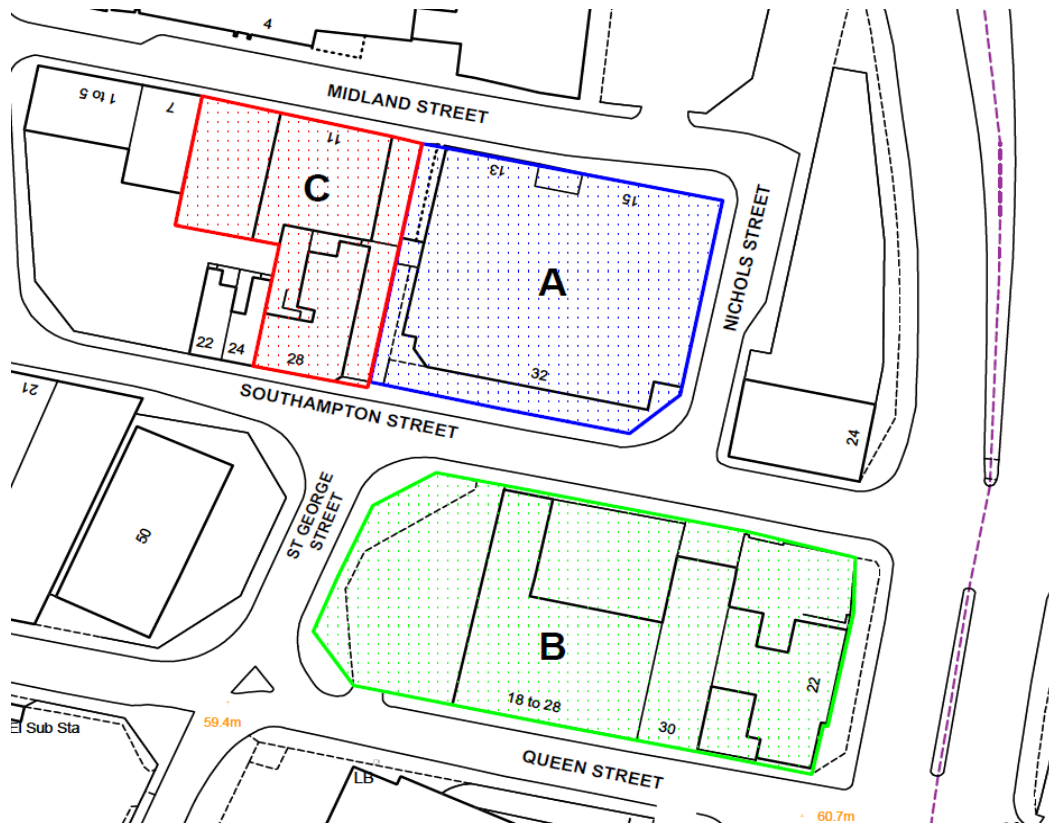 4
MIDLAND STREET
1 to 5
7
11
13
15
C
A
NICHOLS STREET
22
24
28
32
SOUTHAMPTON STREET
21
24
50
ST GEORGE
STREET
B
18 to 28
30
22
59.4m
El Sub Sta
QUEEN STREET
LB
60.7m